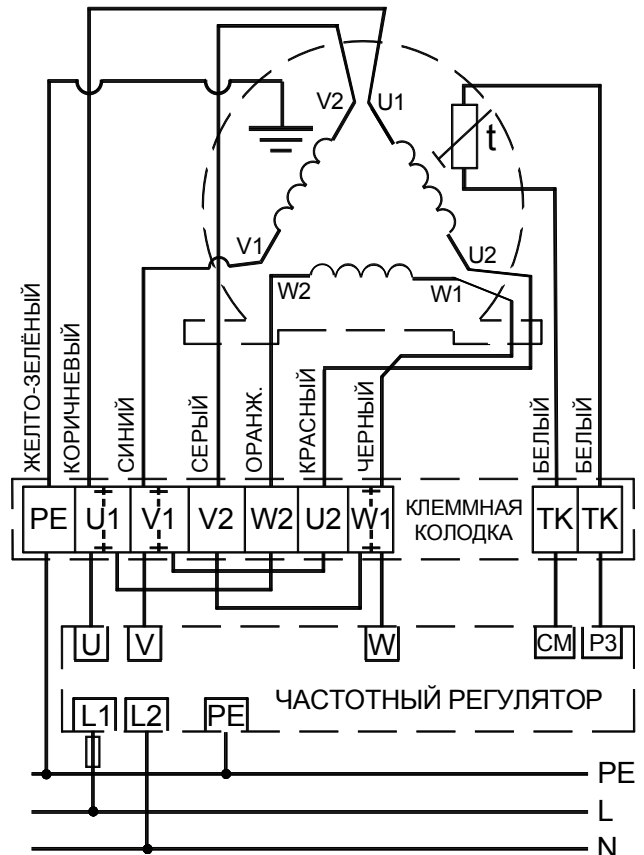 V2
U1
t
V1
U2
W2
W1
ЖЕЛТО-ЗЕЛЁНЫЙ
КОРИЧНЕВЫЙ
СИНИЙ
СЕРЫЙ
ОРАНЖ.
КРАСНЫЙ
ЧЕРНЫЙ
БЕЛЫЙ
БЕЛЫЙ
PE U1 V1 V2 W2 U2 W1
КЛЕММНАЯ
КОЛОДКА
TK TK
U V W CM P3
ЧАСТОТНЫЙ РЕГУЛЯТОР
L1 L2 PE
PE
L
N